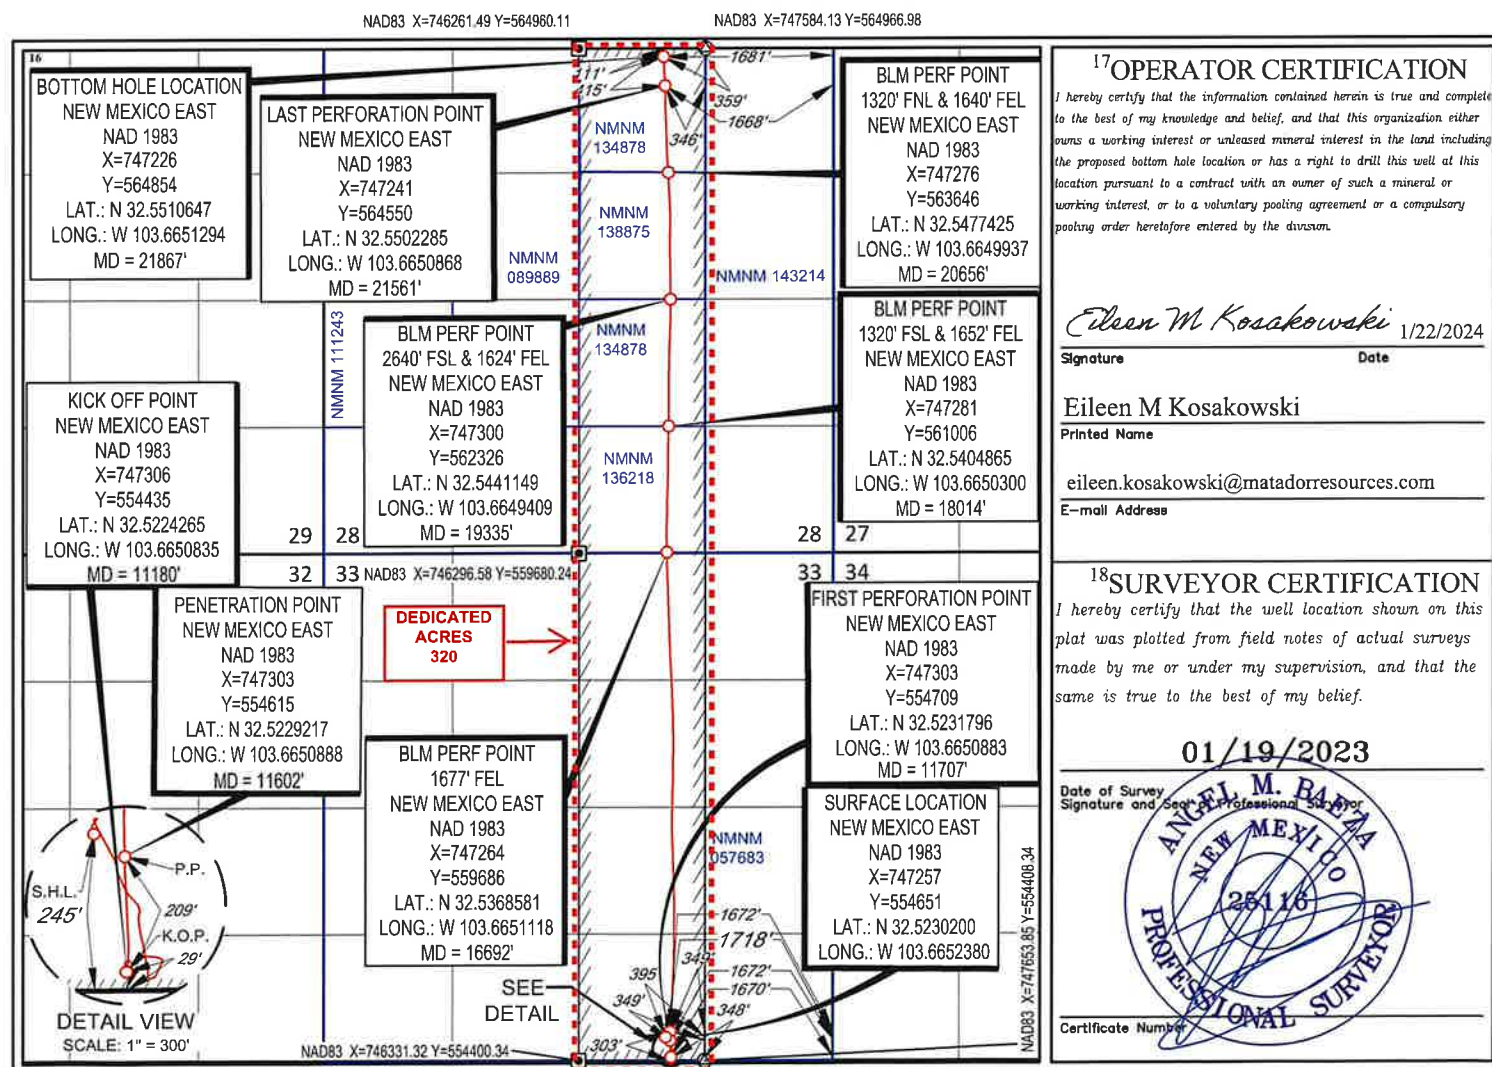 NAD83 X=746261.49 Y=564960.11
NAD83 X=747584.13 Y=564966.98
16
BOTTOM HOLE LOCATION
NEW MEXICO EAST
NAD 1983
X=747226
Y=564854
LAT.: N 32.5510647
LONG.: W 103.6651294
MD = 21867'
LAST PERFORATION POINT
NEW MEXICO EAST
NAD 1983
X=747241
Y=564550
LAT.: N 32.5502285
LONG.: W 103.6650868
MD = 21561'
111'
415'
1681'
359'
1668'
346'
BLM PERF POINT
1320' FNL & 1640' FEL
NEW MEXICO EAST
NAD 1983
X=747276
Y=563646
LAT.: N 32.5477425
LONG.: W 103.6649937
MD = 20656'
NMNM
134878
NMNM
138875
NMNM
089889
NMNM 143214
NMNM 111243
NMNM
134878
NMNM
136218
BLM PERF POINT
2640' FSL & 1624' FEL
NEW MEXICO EAST
NAD 1983
X=747300
Y=562326
LAT.: N 32.5441149
LONG.: W 103.6649409
MD = 19335'
BLM PERF POINT
1320' FSL & 1652' FEL
NEW MEXICO EAST
NAD 1983
X=747281
Y=561006
LAT.: N 32.5404865
LONG.: W 103.6650300
MD = 18014'
KICK OFF POINT
NEW MEXICO EAST
NAD 1983
X=747306
Y=554435
LAT.: N 32.5224265
LONG.: W 103.6650835
MD = 11180'
29 28
32 33
28 27
33 34
NAD83 X=746296.58 Y=559680.24
PENETRATION POINT
NEW MEXICO EAST
NAD 1983
X=747303
Y=554615
LAT.: N 32.5229217
LONG.: W 103.6650888
MD = 11602'
DEDICATED
ACRES
320
FIRST PERFORATION POINT
NEW MEXICO EAST
NAD 1983
X=747303
Y=554709
LAT.: N 32.5231796
LONG.: W 103.6650883
MD = 11707'
BLM PERF POINT
1677' FEL
NEW MEXICO EAST
NAD 1983
X=747264
Y=559686
LAT.: N 32.5368581
LONG.: W 103.6651118
MD = 16692'
SURFACE LOCATION
NEW MEXICO EAST
NAD 1983
X=747257
Y=554651
LAT.: N 32.5230200
LONG.: W 103.6652380
NMNM
057683
P.P.
S.H.L.
245'
209'
K.O.P.
29'
DETAIL VIEW
SCALE: 1" = 300'
SEE
DETAIL
1672'
1718'
349'
395
1672'
1670'
349'
348'
303'
NAD83 X=746331.32 Y=554400.34
NAD83 X=747653.85 Y=554408.34
17OPERATOR CERTIFICATION
I hereby certify that the information contained herein is true and complete
to the best of my knowledge and belief, and that this organization either
owns a working interest or unleased mineral interest in the land including
the proposed bottom hole location or has a right to drill this well at this
location pursuant to a contract with an owner of such a mineral or
working interest, or to a voluntary pooling agreement or a compulsory
pooling order heretofore entered by the division.
Eileen M Kosakowski 1/22/2024
Signature Date
Eileen M Kosakowski
Printed Name
eileen.kosakowski@matadorresources.com
E-mail Address
18SURVEYOR CERTIFICATION
I hereby certify that the well location shown on this
plat was plotted from field notes of actual surveys
made by me or under my supervision, and that the
same is true to the best of my belief.
01/19/2023
Date of Survey
Signature and Seal of Professional Surveyor
ANGEL M. BAEZA
NEW MEXICO
25116
PROFESSIONAL SURVEYOR
Certificate Number